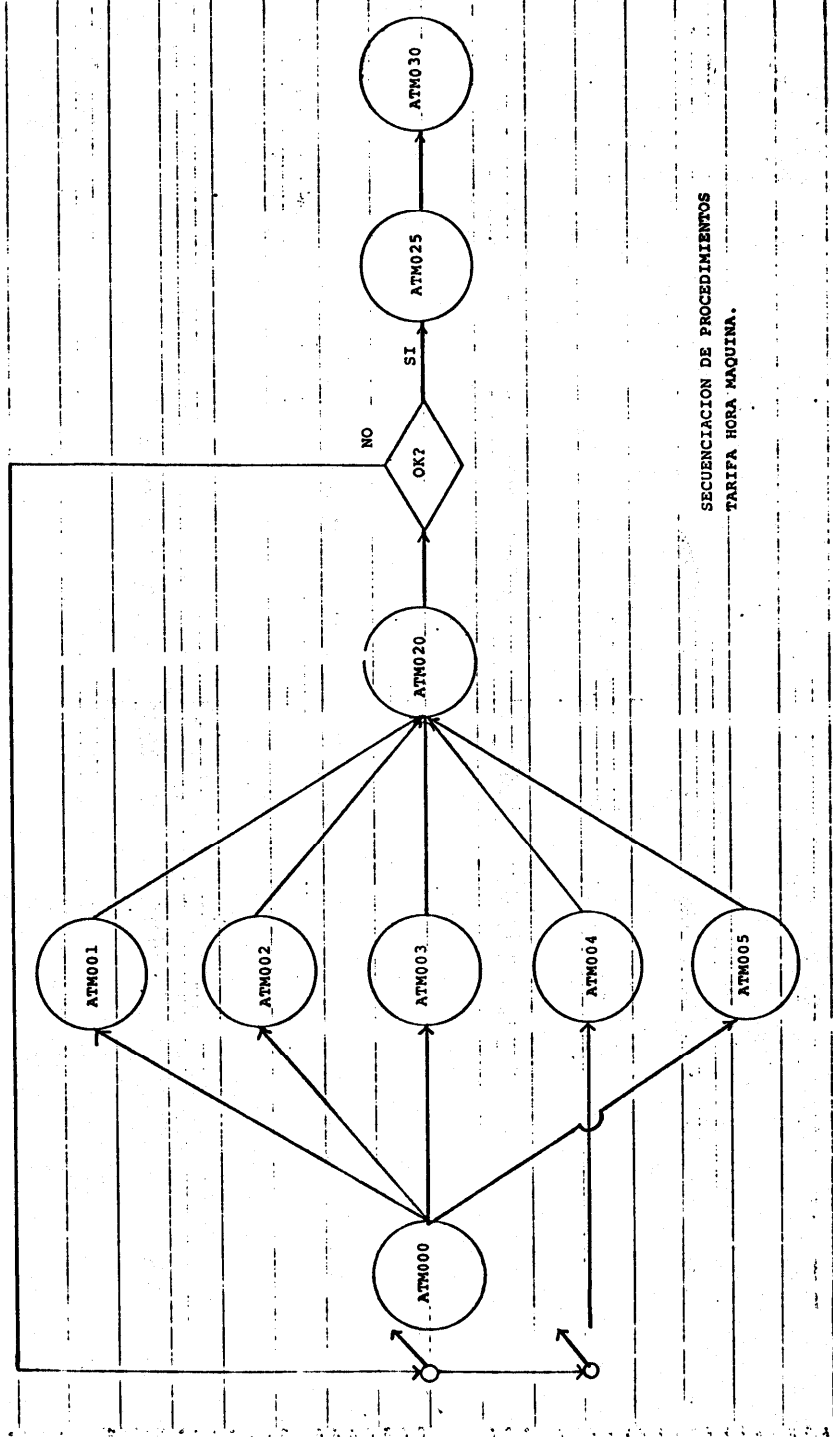 ATM000
ATM001
ATM002
ATM003
ATM004
ATM005
ATM020
OK?
NO
SI
ATM025
ATM030
SECUENCIACION DE PROCEDIMIENTOS
TARIFA HORA MAQUINA.